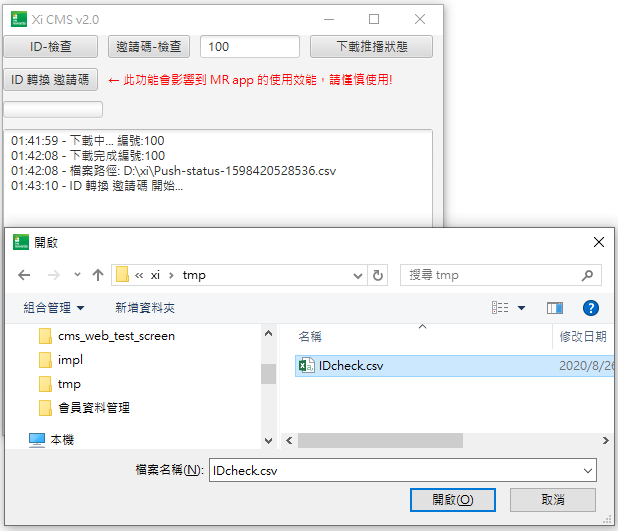 Xi CMS v2.0
ID-檢查 邀請碼-檢查 100 下載推播狀態
ID 轉換 邀請碼 ← 此功能會影響到 MR app 的使用效能，請僅慎使用!
01:41:59 - 下載中... 編號:100
01:42:08 - 下載完成編號:100
01:42:08 - 檔案路徑: D:\xi\Push-status-1598420528536.csv
01:43:10 - ID 轉換 邀請碼 開始...
開啟
« xi › tmp 搜尋 tmp
組合管理 新增資料夾
cms_web_test_screen
impl
tmp
會員資料管理
本機
名稱 修改日期
IDcheck.csv 2020/8/26
檔案名稱(N): IDcheck.csv
開啟(O) 取消